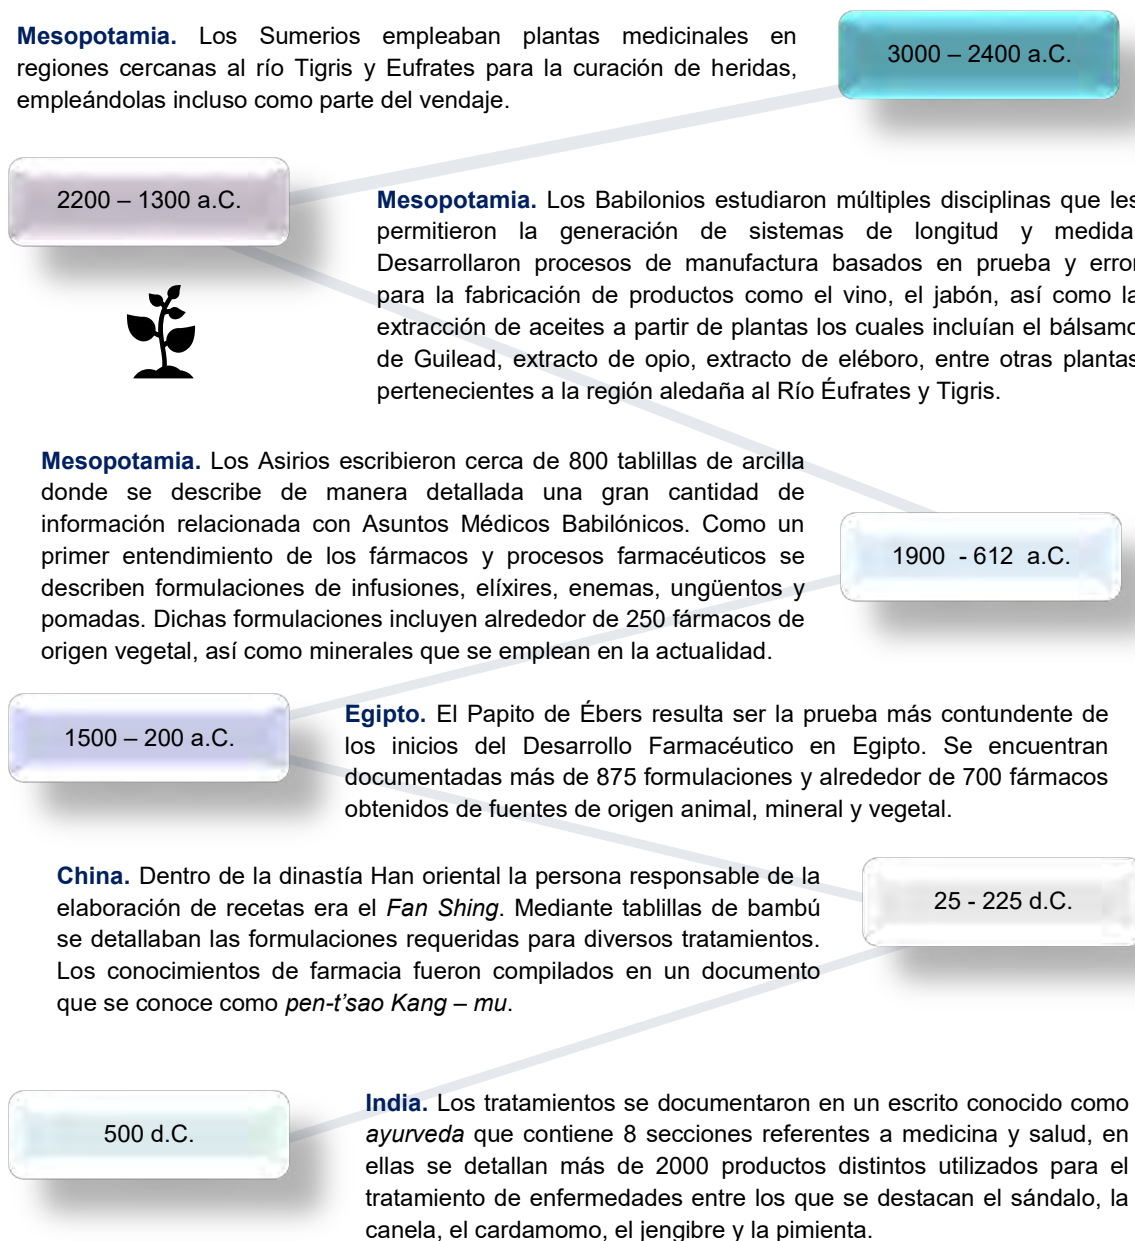 Mesopotamia. Los Sumerios empleaban plantas medicinales en
regiones cercanas al río Tigris y Eufrates para la curación de heridas,
empleándolas incluso como parte del vendaje.
3000 – 2400 a.C.
2200 – 1300 a.C.
Mesopotamia. Los Babilonios estudiaron múltiples disciplinas que les
permitieron la generación de sistemas de longitud y medida
Desarrollaron procesos de manufactura basados en prueba y error
para la fabricación de productos como el vino, el jabón, así como la
extracción de aceites a partir de plantas los cuales incluían el bálsamo
de Guilead, extracto de opio, extracto de eléboro, entre otras plantas
pertenecientes a la región aledaña al Río Éufrates y Tigris.
Mesopotamia. Los Asirios escribieron cerca de 800 tablillas de arcilla
donde se describe de manera detallada una gran cantidad de
información relacionada con Asuntos Médicos Babilónicos. Como un
primer entendimiento de los fármacos y procesos farmacéuticos se
describen formulaciones de infusiones, elíxires, enemas, ungüentos y
pomadas. Dichas formulaciones incluyen alrededor de 250 fármacos de
origen vegetal, así como minerales que se emplean en la actualidad.
1900 - 612 a.C.
1500 – 200 a.C.
Egipto. El Papito de Ébers resulta ser la prueba más contundente de
los inicios del Desarrollo Farmacéutico en Egipto. Se encuentran
documentadas más de 875 formulaciones y alrededor de 700 fármacos
obtenidos de fuentes de origen animal, mineral y vegetal.
China. Dentro de la dinastía Han oriental la persona responsable de la
elaboración de recetas era el Fan Shing. Mediante tablillas de bambú
se detallaban las formulaciones requeridas para diversos tratamientos.
Los conocimientos de farmacia fueron compilados en un documento
que se conoce como pen-t’sao Kang – mu.
25 - 225 d.C.
500 d.C.
India. Los tratamientos se documentaron en un escrito conocido como
ayurveda que contiene 8 secciones referentes a medicina y salud, en
ellas se detallan más de 2000 productos distintos utilizados para el
tratamiento de enfermedades entre los que se destacan el sándalo, la
canela, el cardamomo, el jengibre y la pimienta.